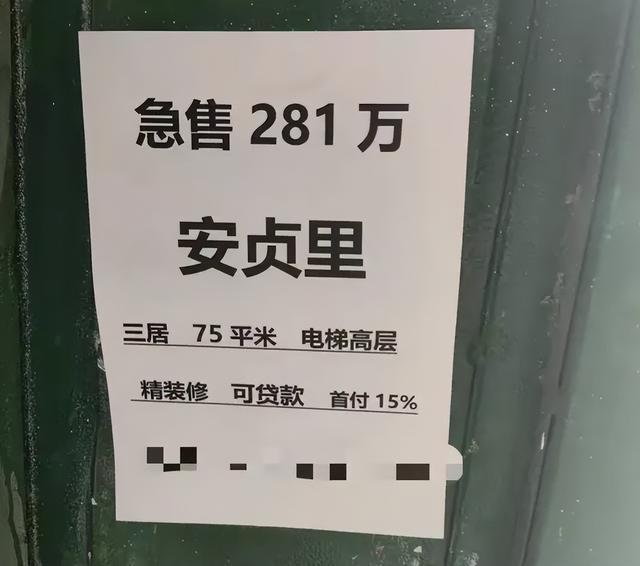 急售 281 万
安贞里
三居 75 平米 电梯高层
精装修 可贷款 首付 15%